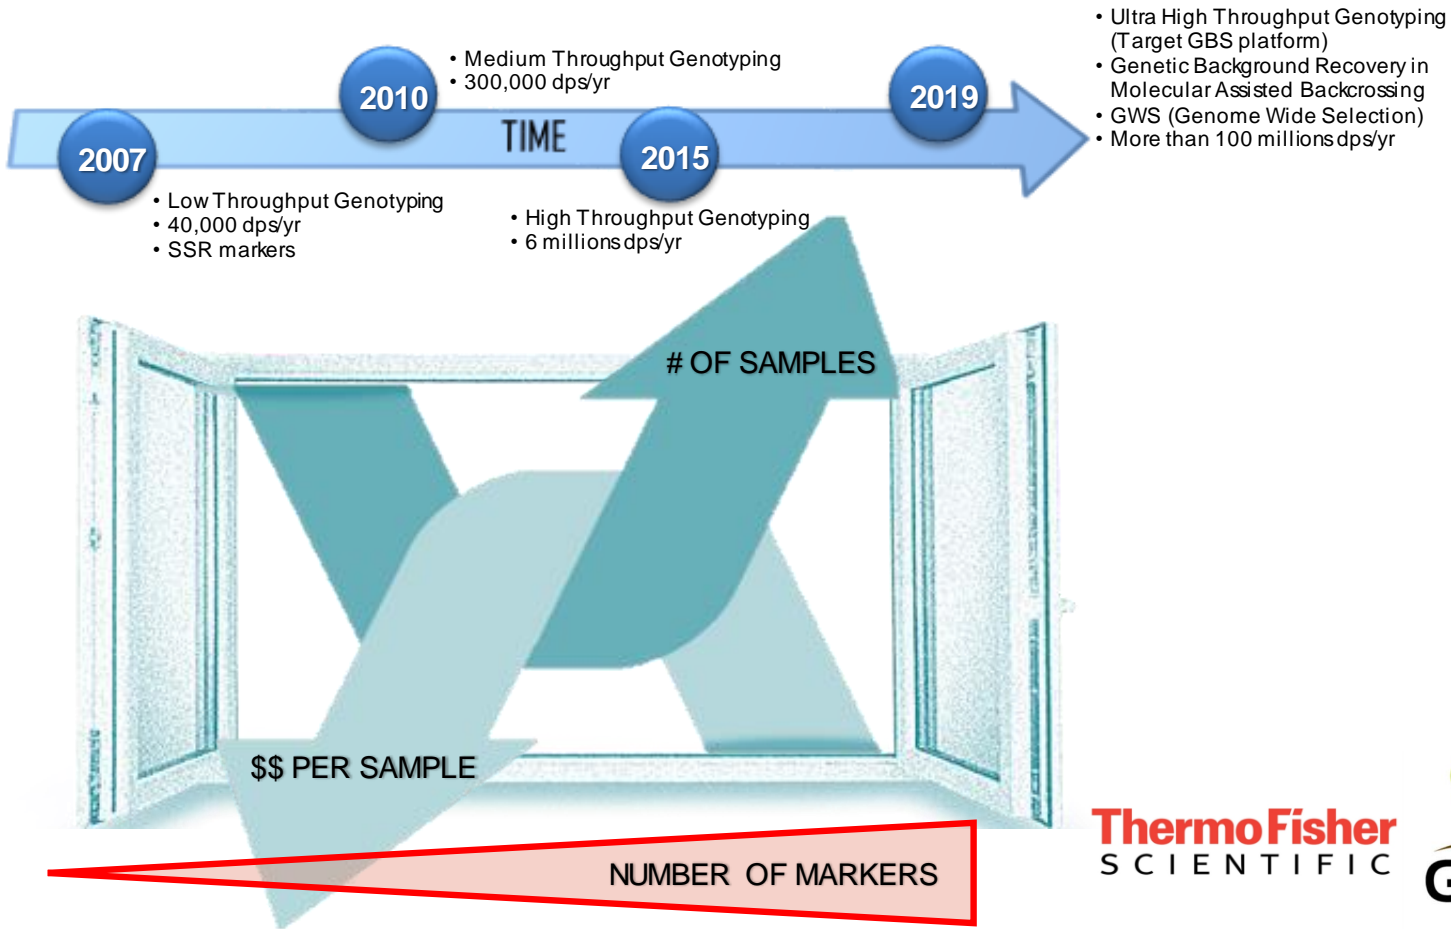 • Ultra High Throughput Genotyping
(Target GBS platform)
• Genetic Background Recovery in
Molecular Assisted Backcrossing
• GWS (Genome Wide Selection)
• More than 100 millions dps/yr
• Medium Throughput Genotyping
• 300,000 dps/yr
2010
2019
TIME
2007
2015
• Low Throughput Genotyping
• 40,000 dps/yr
• SSR markers
• High Throughput Genotyping
• 6 millions dps/yr
# OF SAMPLES
$$ PER SAMPLE
NUMBER OF MARKERS
ThermoFisher
SCIENTIFIC
G